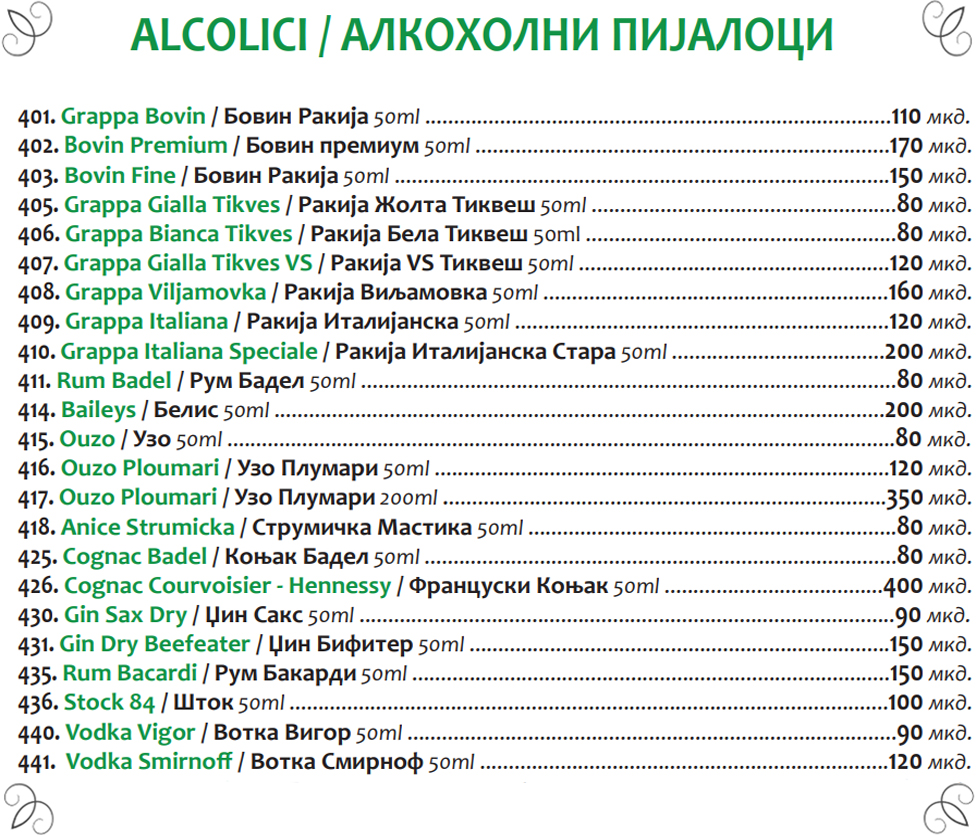 ALCOLICI / АЛКОХОЛНИ ПИЈАЛОЦИ
401. Grappa Bovin / Бовин Ракија 50ml ........................................................................................110 мкд.
402. Bovin Premium / Бовин премиум 50ml ...............................................................................170 мкд.
403. Bovin Fine / Бовин Ракија 50ml ..............................................................................................150 мкд.
405. Grappa Gialla Tikves / Ракија Жолта Тиквеш 50ml ..........................................................80 мкд.
406. Grappa Bianca Tikves / Ракија Бела Тиквеш 50ml ...........................................................80 мкд.
407. Grappa Gialla Tikves VS / Ракија VS Тиквеш 50ml ...........................................................120 мкд.
408. Grappa Viljamovka / Ракија Виљамовка 50ml ..................................................................160 мкд.
409. Grappa Italiana / Ракија Италијанска 50ml .......................................................................120 мкд.
410. Grappa Italiana Speciale / Ракија Италијанска Стара 50ml .........................................200 мкд.
411. Rum Badel / Рум Бадел 50ml .....................................................................................................80 мкд.
414. Baileys / Белис 50ml ...................................................................................................................200 мкд.
415. Ouzo / Узо 50ml .............................................................................................................................80 мкд.
416. Ouzo Ploumari / Узо Плумари 50ml ......................................................................................120 мкд.
417. Ouzo Ploumari / Узо Плумари 200ml ....................................................................................350 мкд.
418. Anice Strumicka / Струмичка Мастика 50ml ......................................................................80 мкд.
425. Cognac Badel / Коњак Бадел 50ml .........................................................................................80 мкд.
426. Cognac Courvoisier - Hennessy / Француски Коњак 50ml ..........................................400 мкд.
430. Gin Sax Dry / Џин Сакс 50ml .....................................................................................................90 мкд.
431. Gin Dry Beefeater / Џин Бифитер 50ml ................................................................................150 мкд.
435. Rum Bacardi / Рум Бакарди 50ml ...........................................................................................150 мкд.
436. Stock 84 / Шток 50ml .................................................................................................................100 мкд.
440. Vodka Vigor / Вотка Вигор 50ml .............................................................................................90 мкд.
441. Vodka Smirnoff / Вотка Смирноф 50ml ...............................................................................120 мкд.